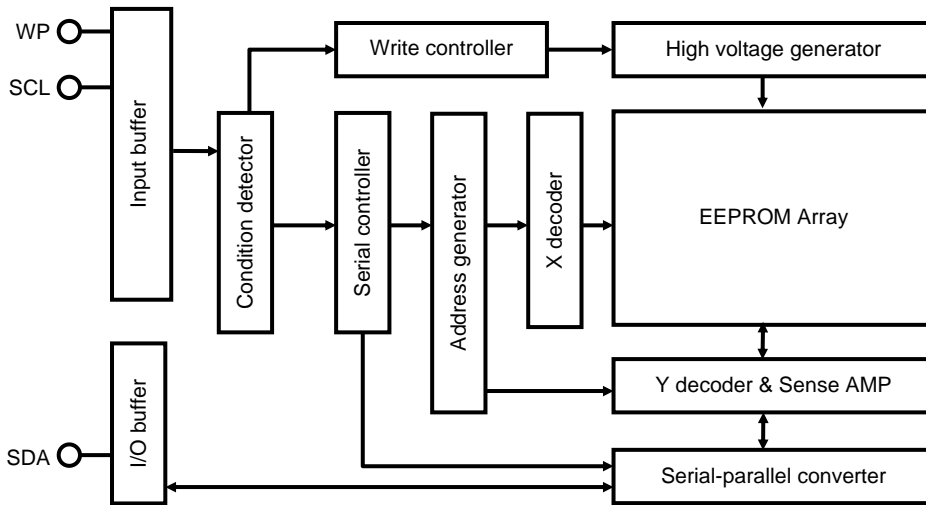 WP
SCL
SDA
Input buffer
I/O buffer
Condition detector
Write controller
Serial controller
Address generator
X decoder
High voltage generator
EEPROM Array
Y decoder & Sense AMP
Serial-parallel converter